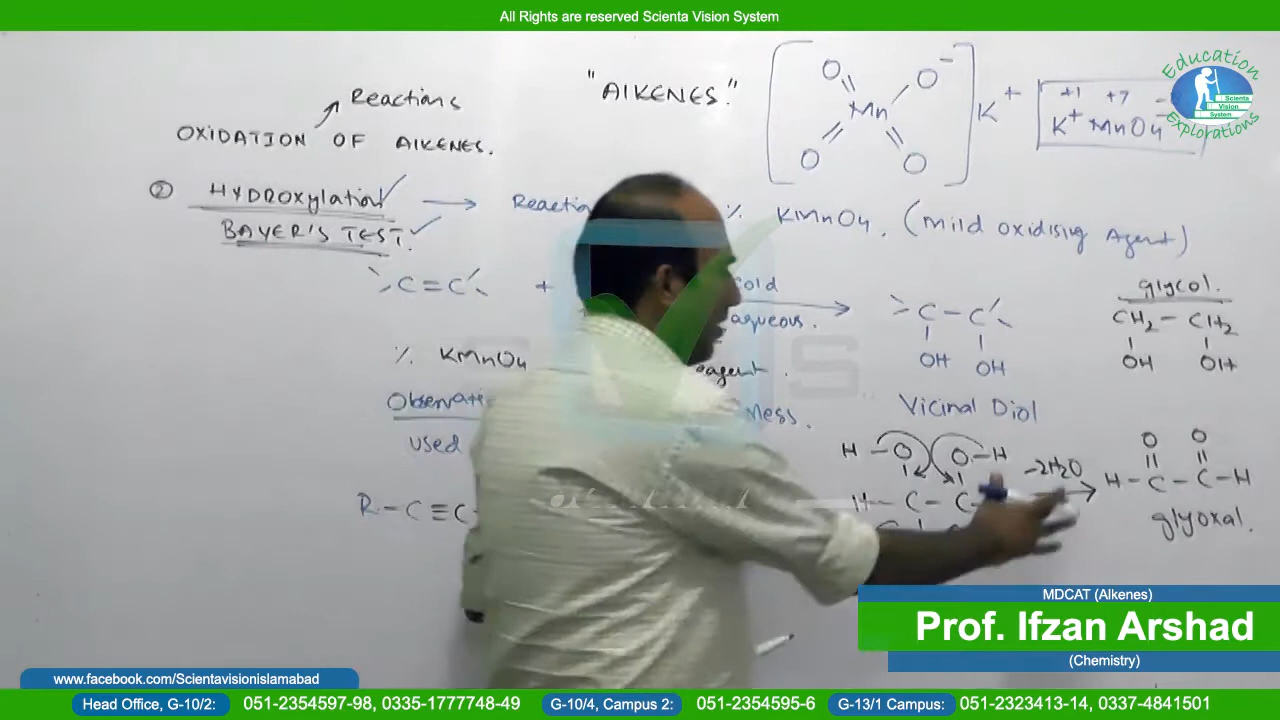 All Rights are reserved Scienta Vision System
"AlKENES"
Reactions
OXIDATION OF AlKENES.
② HYDROxylation
BAYER'S TEST.
O O⁻
Mn K⁺
O O
+1 +7
K⁺ MnO4
Education
Scienta
Vision
System
Explorations
% KMnO4. (Mild oxidising Agent)
C=C +
aqueous.
C-C
OH OH
glycol.
CH2 - CH2
OH OH
% KMnO4
Vicinal Diol
used
H-O O-H
-2H2O
O O
H-C-C-H
glyoxal.
H-C-C
R-C≡C
MDCAT (Alkenes)
Prof. Ifzan Arshad
(Chemistry)
www.facebook.com/Scientavisionislamabad
Head Office, G-10/2: 051-2354597-98, 0335-1777748-49 G-10/4, Campus 2: 051-2354595-6 G-13/1 Campus: 051-2323413-14, 0337-4841501